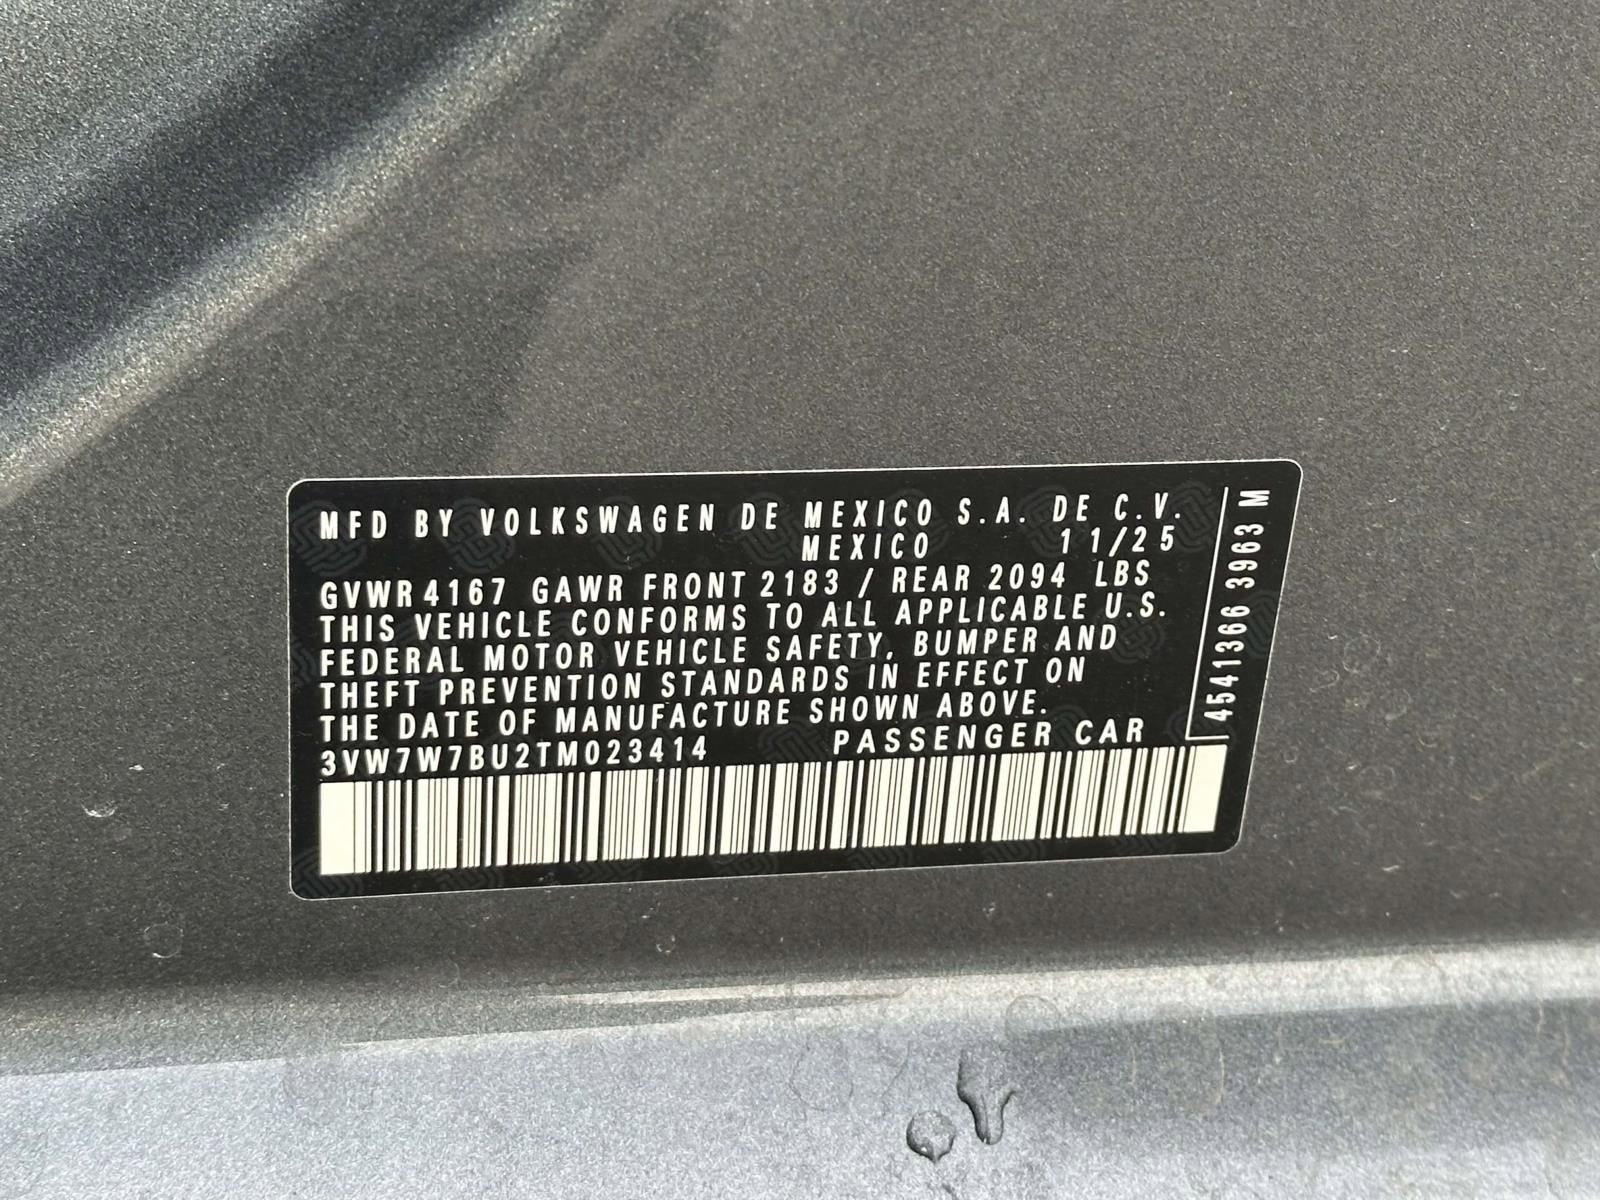 MFD BY VOLKSWAGEN DE MEXICO S.A. DE C.V.
MEXICO 11/25
GVWR 4167 GAWR FRONT 2183 / REAR 2094 LBS
THIS VEHICLE CONFORMS TO ALL APPLICABLE U.S.
FEDERAL MOTOR VEHICLE SAFETY, BUMPER AND
THEFT PREVENTION STANDARDS IN EFFECT ON
THE DATE OF MANUFACTURE SHOWN ABOVE.
3VW7W7BU2TM023414 PASSENGER CAR
4541366 3963 M